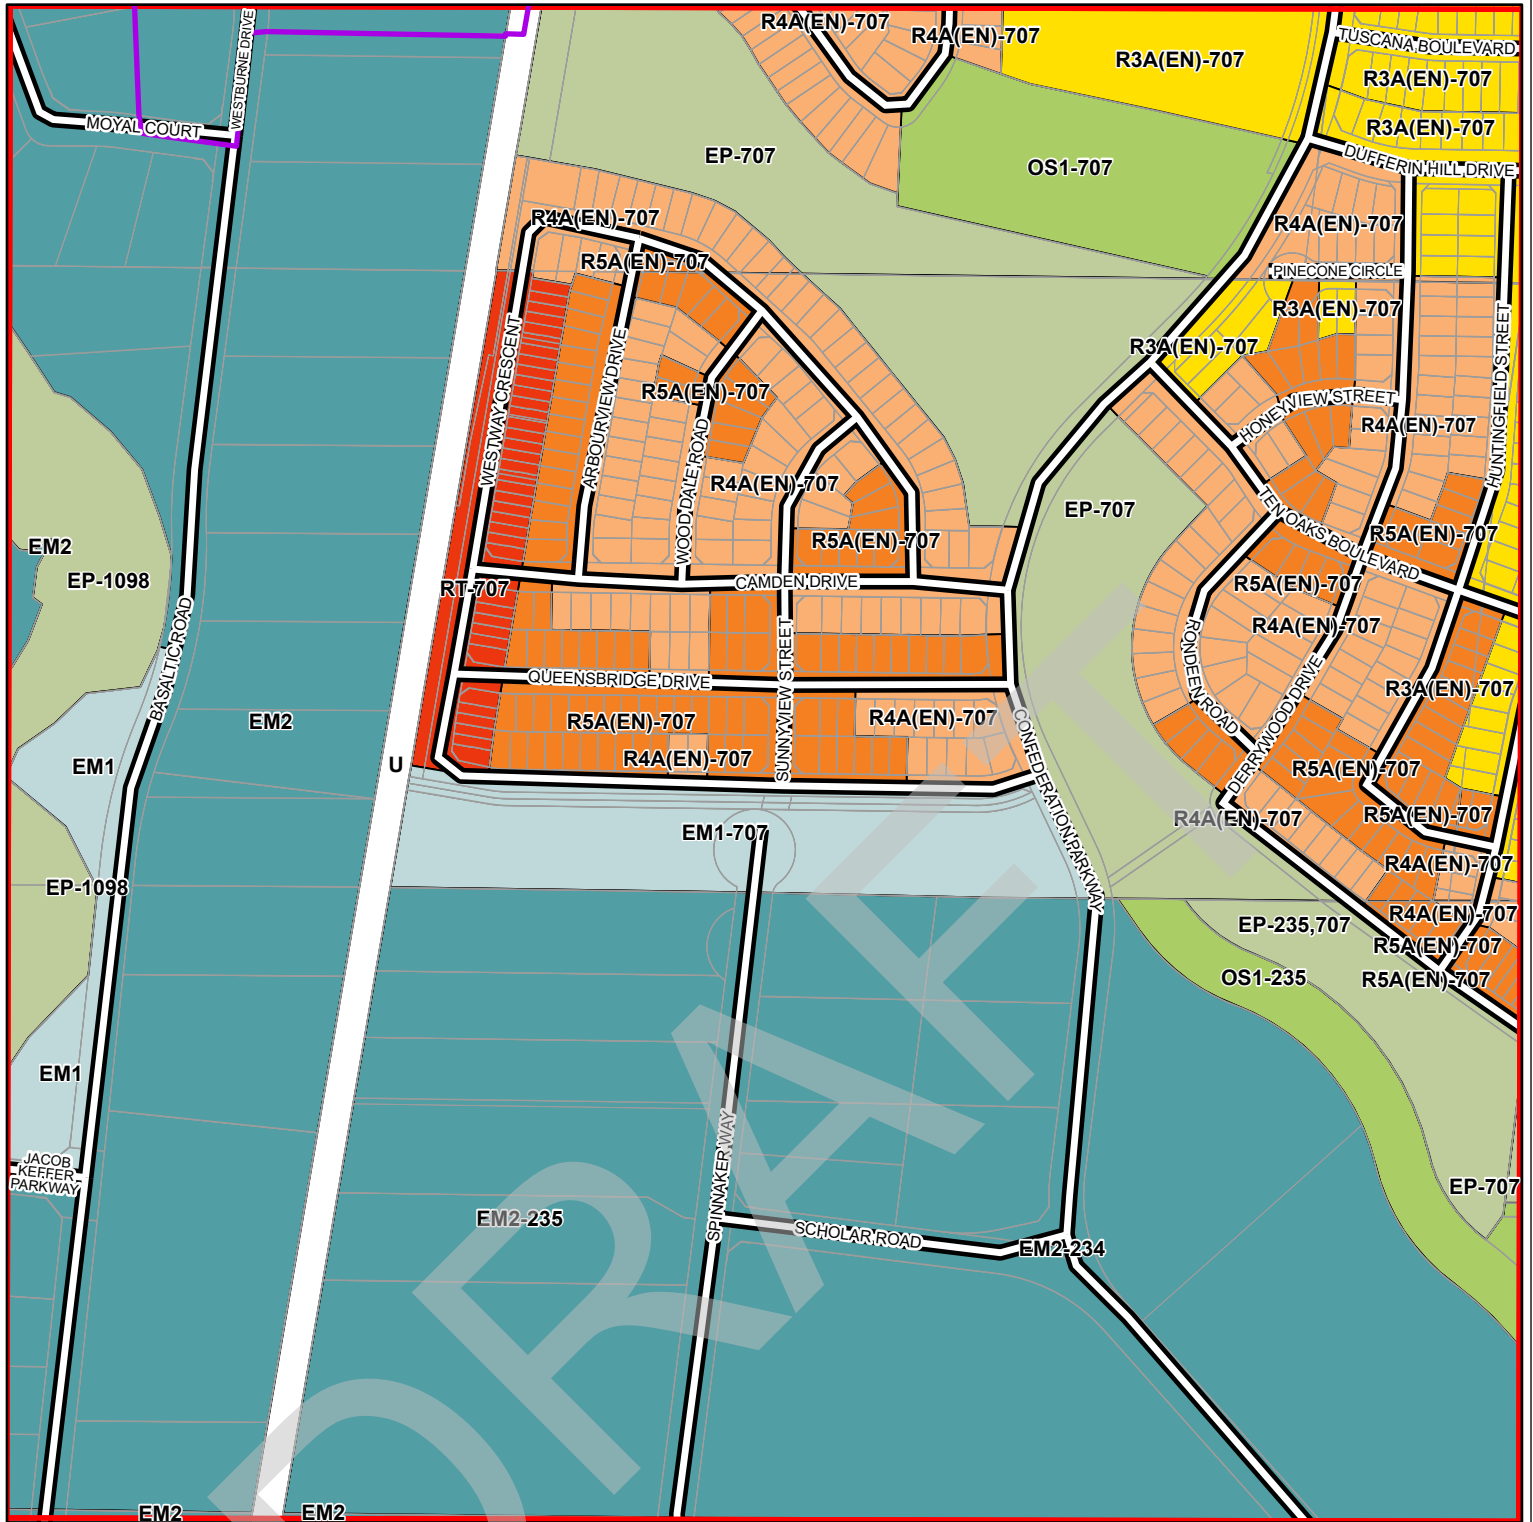 R4A(EN)-707
R4A(EN)-707
R3A(EN)-707
TUSCANA BOULEVARD
R3A(EN)-707
R3A(EN)-707
WESTBURNE DRIVE
MOYAL COURT
EP-707
OS1-707
DUFFERIN HILL DRIVE
R4A(EN)-707
R4A(EN)-707
R5A(EN)-707
PINECONE CIRCLE
R3A(EN)-707
R3A(EN)-707
WESTWAY CRESCENT
ARBOURVIEW DRIVE
WOOD DALE ROAD
R5A(EN)-707
HUNTINGFIELD STREET
HONEYVIEW STREET
R4A(EN)-707
R4A(EN)-707
EP-707
TEN OAKS BOULEVARD
R5A(EN)-707
R5A(EN)-707
EM2
EP-1098
RT-707
CAMDEN DRIVE
R5A(EN)-707
R4A(EN)-707
BASALTIC ROAD
SUNNYVIEW STREET
RONDEEN ROAD
DERRYWOOD DRIVE
QUEENSBRIDGE DRIVE
R3A(EN)-707
EM2
R5A(EN)-707
R4A(EN)-707
CONFEDERATION PARKWAY
EM1
U
R4A(EN)-707
R5A(EN)-707
R4A(EN)-707
R5A(EN)-707
EM1-707
R4A(EN)-707
EP-1098
R4A(EN)-707
EP-235,707
R5A(EN)-707
OS1-235
R5A(EN)-707
EM1
JACOB
KEFFER
PARKWAY
SPINNAKER WAY
EP-707
EM2-235
SCHOLAR ROAD
EM2-234
EM2
EM2
DRAFT